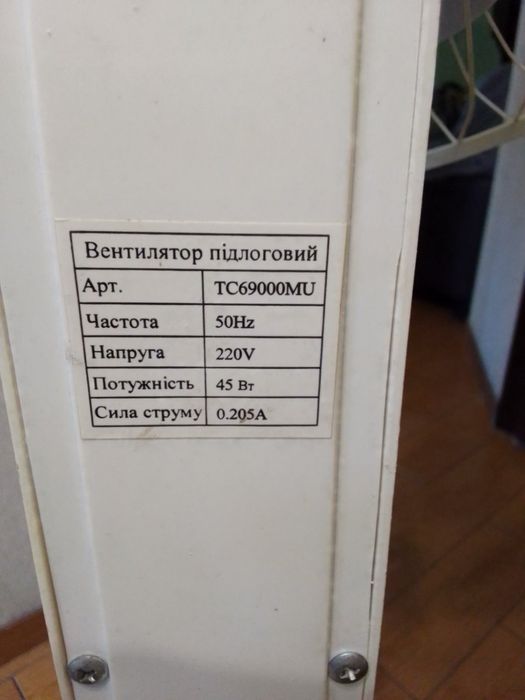 Вентилятор підлоговий
Арт. TC69000MU
Частота 50Hz
Напруга 220V
Потужність 45 Вт
Сила струму 0.205A